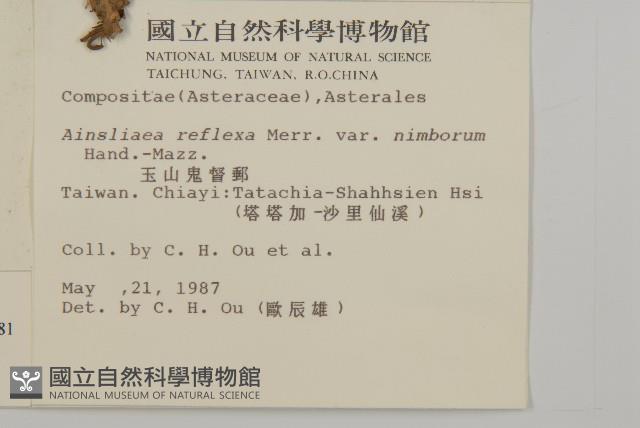 國立自然科學博物館
NATIONAL MUSEUM OF NATURAL SCIENCE
TAICHUNG, TAIWAN, R.O.CHINA
Compositae(Asteraceae),Asterales
Ainsliaea reflexa Merr. var. nimborum
Hand.-Mazz.
玉山鬼督郵
Taiwan. Chiayi:Tatachia-Shahhsien Hsi
(塔塔加-沙里仙溪)
Coll. by C. H. Ou et al.
May ,21, 1987
Det. by C. H. Ou (歐辰雄)
81
國立自然科學博物館
NATIONAL MUSEUM OF NATURAL SCIENCE